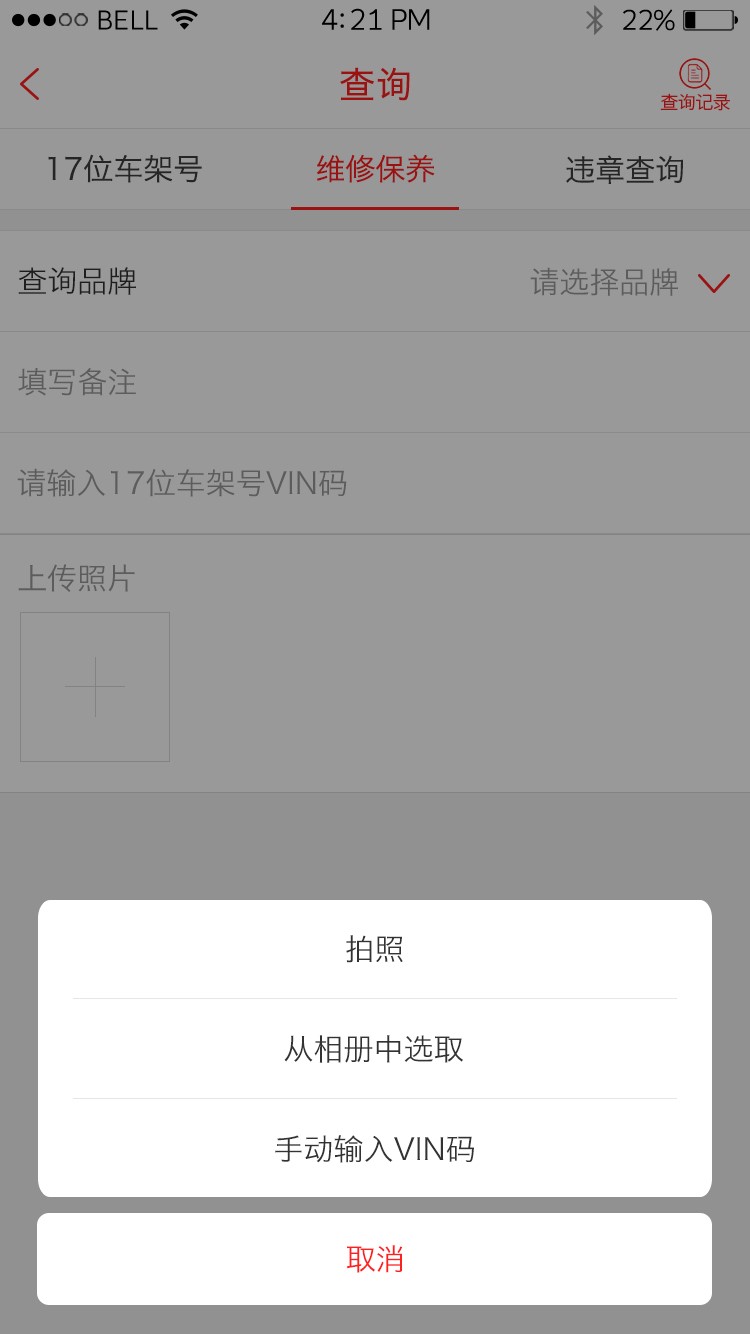 BELL 4:21 PM 22%
查询
查询记录
17位车架号 维修保养 违章查询
查询品牌 请选择品牌
填写备注
请输入17位车架号VIN码
上传照片
拍照
从相册中选取
手动输入VIN码
取消